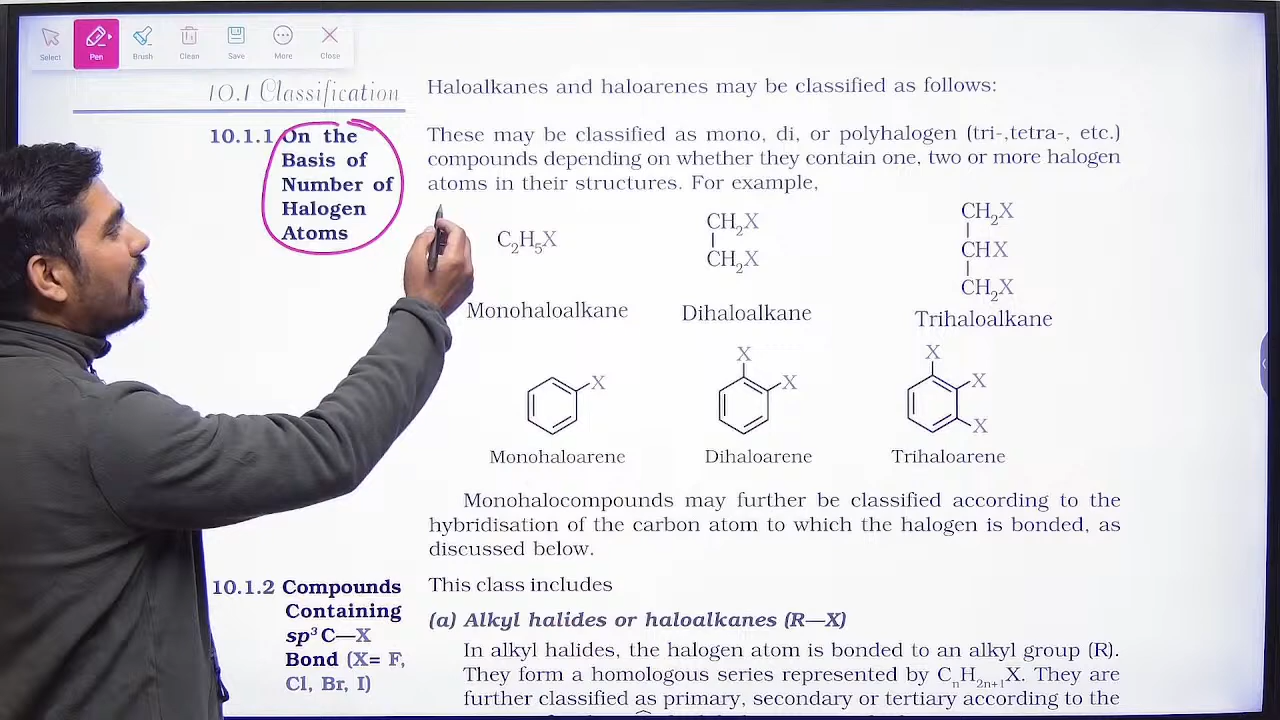 Select Pen Brush Clean Save More Close
10.1 Classification
Haloalkanes and haloarenes may be classified as follows:
10.1.1 On the
Basis of
Number of
Halogen
Atoms
These may be classified as mono, di, or polyhalogen (tri-,tetra-, etc.)
compounds depending on whether they contain one, two or more halogen
atoms in their structures. For example,
C₂H₅X
CH₂X
CH₂X
CH₂X
CHX
CH₂X
Monohaloalkane
Dihaloalkane
Trihaloalkane
X
X
X
X
X
X
Monohaloarene
Dihaloarene
Trihaloarene
Monohalocompounds may further be classified according to the
hybridisation of the carbon atom to which the halogen is bonded, as
discussed below.
10.1.2 Compounds
Containing
sp³ C—X
Bond (X= F,
Cl, Br, I)
This class includes
(a) Alkyl halides or haloalkanes (R—X)
In alkyl halides, the halogen atom is bonded to an alkyl group (R).
They form a homologous series represented by CₙH₂ₙ₊₁X. They are
further classified as primary, secondary or tertiary according to the